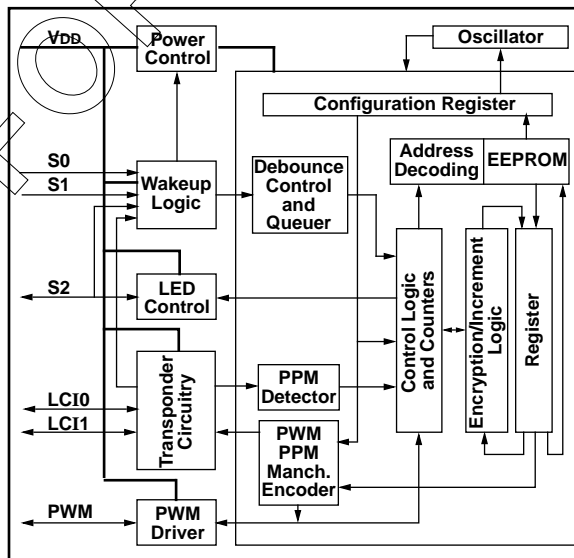 VDD
Power
Control
Oscillator
Configuration Register
Address
Decoding
EEPROM
S0
S1
Wakeup
Logic
Debounce
Control
and
Queuer
S2
LED
Control
Control Logic
and Counters
Encryption/Increment
Logic
Register
LCI0
LCI1
Transponder
Circuitry
PPM
Detector
PWM
PPM
Manch.
Encoder
PWM
PWM
Driver